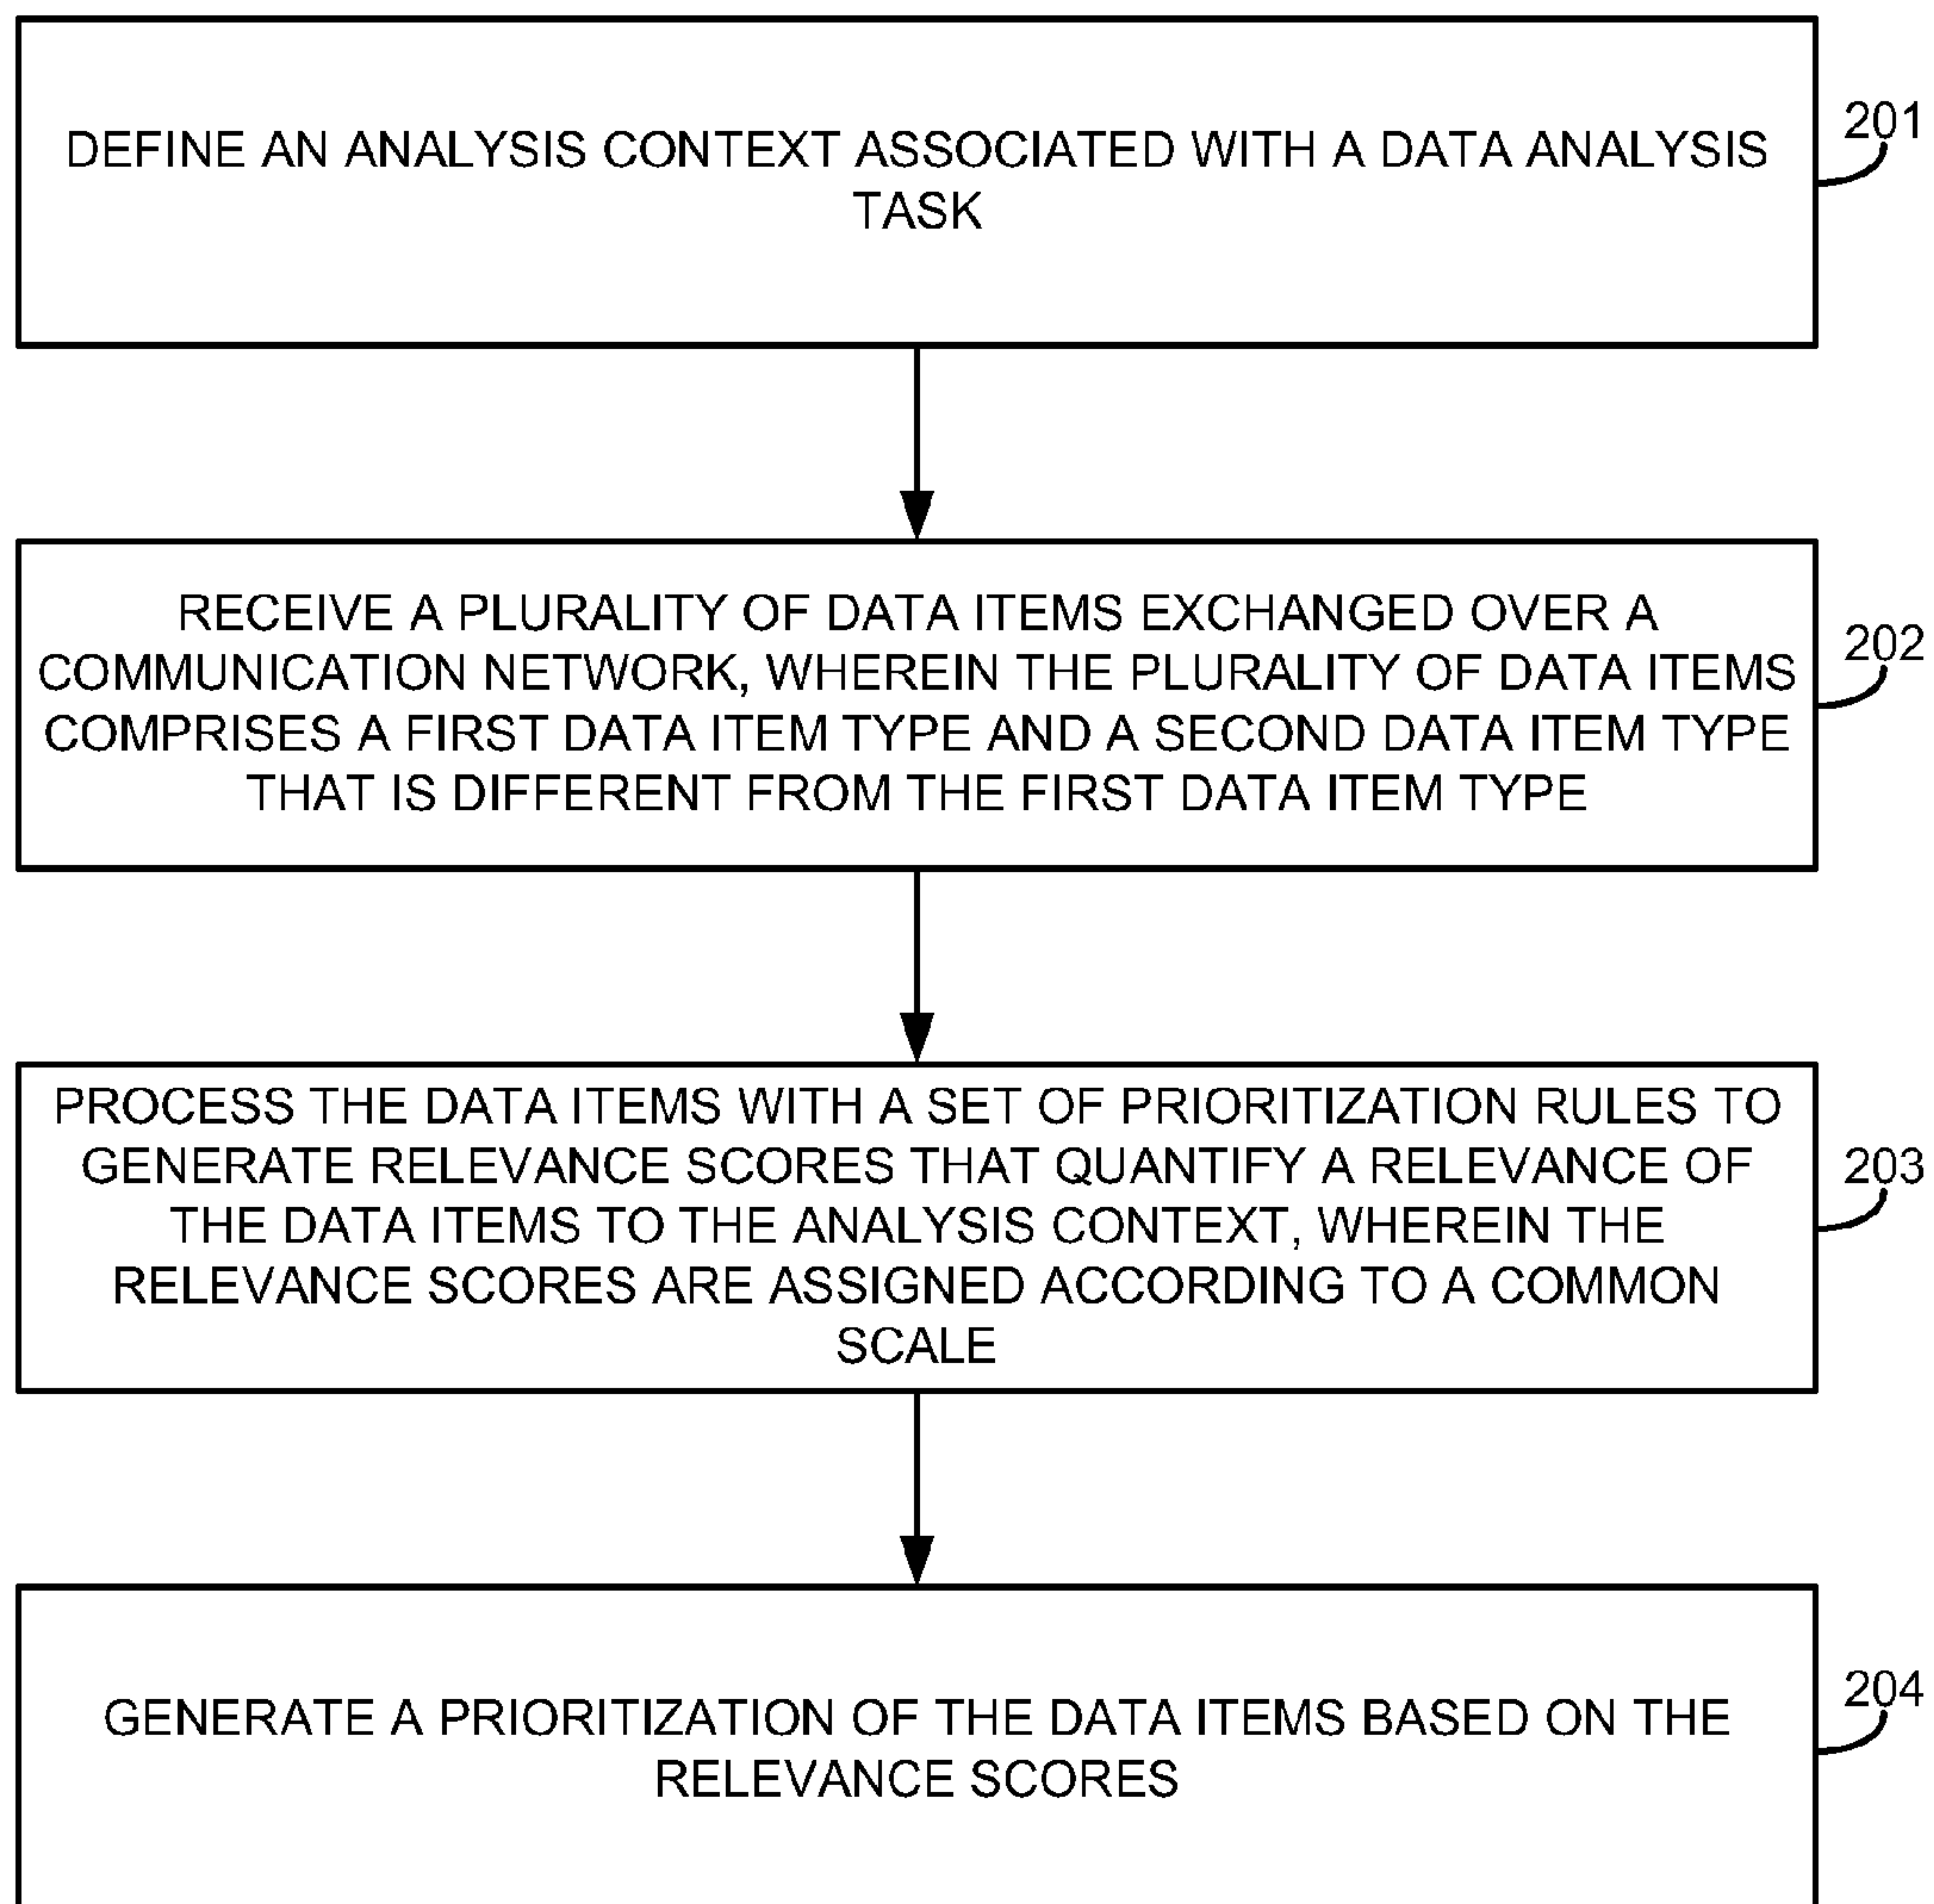 DEFINE AN ANALYSIS CONTEXT ASSOCIATED WITH A DATA ANALYSIS
TASK
201
RECEIVE A PLURALITY OF DATA ITEMS EXCHANGED OVER A
COMMUNICATION NETWORK, WHEREIN THE PLURALITY OF DATA ITEMS
COMPRISES A FIRST DATA ITEM TYPE AND A SECOND DATA ITEM TYPE
THAT IS DIFFERENT FROM THE FIRST DATA ITEM TYPE
202
PROCESS THE DATA ITEMS WITH A SET OF PRIORITIZATION RULES TO
GENERATE RELEVANCE SCORES THAT QUANTIFY A RELEVANCE OF
THE DATA ITEMS TO THE ANALYSIS CONTEXT, WHEREIN THE
RELEVANCE SCORES ARE ASSIGNED ACCORDING TO A COMMON
SCALE
203
GENERATE A PRIORITIZATION OF THE DATA ITEMS BASED ON THE
RELEVANCE SCORES
204